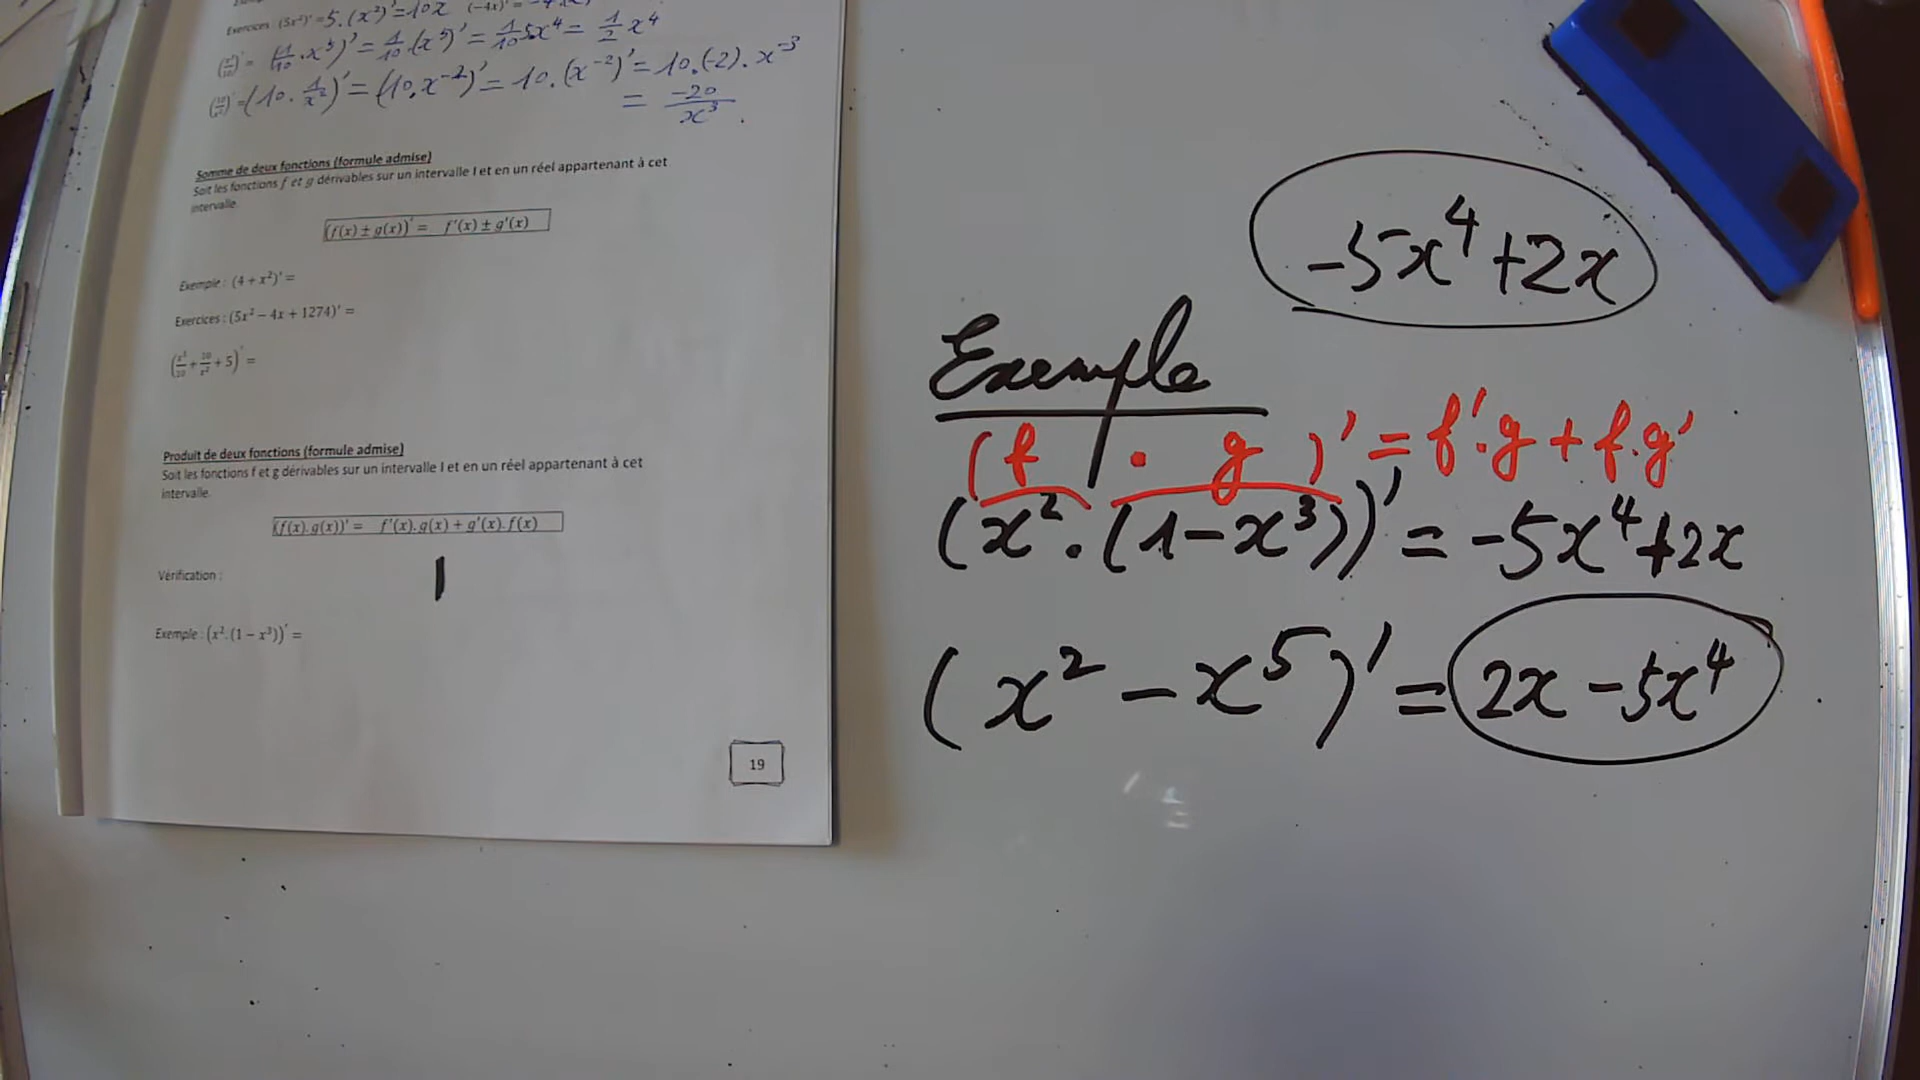 Exercices : (5x²)' = 5.(x²)' = 10x (-4x)' =
(x⁵/10)' = (1/10 . x⁵)' = 1/10 . (x⁵)' = 1/10 5x⁴ = 1/2 x⁴
(10/x²)' = (10 . 1/x²)' = (10.x⁻²)' = 10.(x⁻²)' = 10.(-2).x⁻³
= -20/x³.
Somme de deux fonctions (formule admise)
Soit les fonctions f et g dérivables sur un intervalle I et en un réel appartenant à cet
intervalle.
(f(x) ± g(x))' = f'(x) ± g'(x)
Exemple : (4 + x²)' =
Exercices : (5x² − 4x + 1274)' =
(x⁵/10 + 10/x² + 5)' =
Produit de deux fonctions (formule admise)
Soit les fonctions f et g dérivables sur un intervalle I et en un réel appartenant à cet
intervalle.
(f(x).g(x))' = f'(x).g(x) + g'(x).f(x)
Vérification :
Exemple : (x².(1 − x³))' =
19
-5x⁴ + 2x
Exemple
(f . g)' = f'.g + f.g'
(x² . (1 - x³))' = -5x⁴ + 2x
(x² - x⁵)' = 2x - 5x⁴